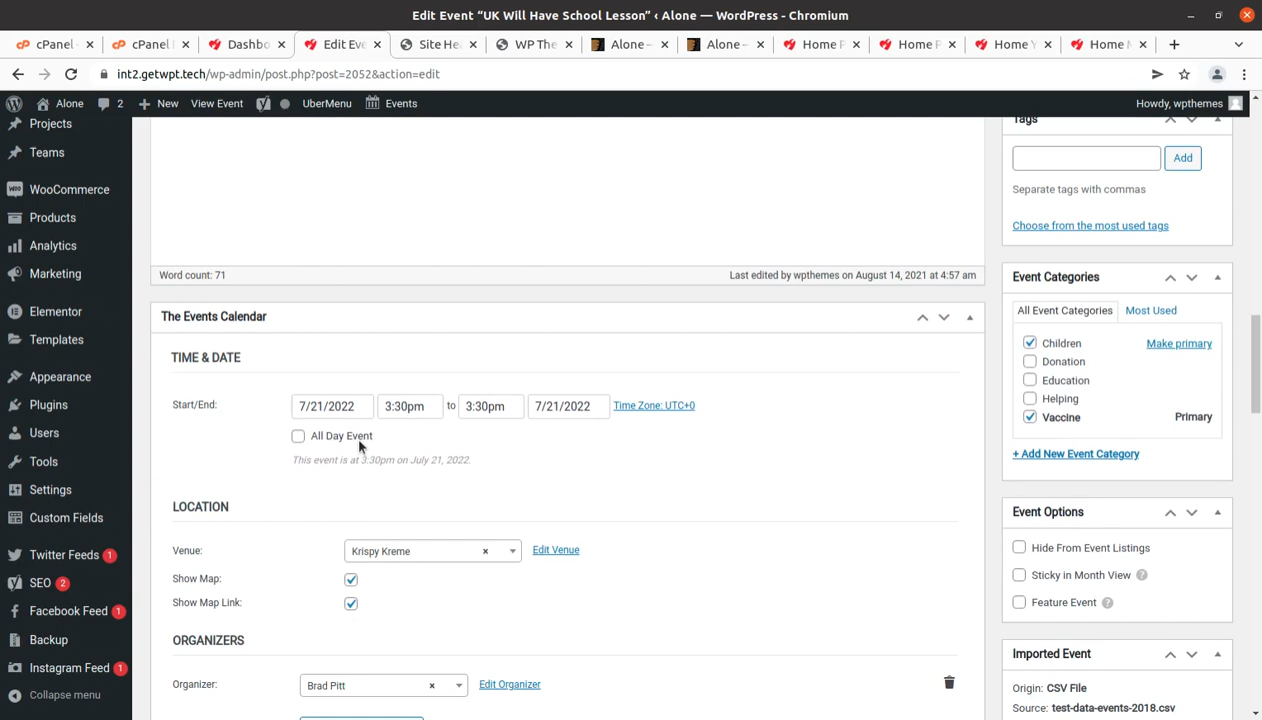 Edit Event “UK Will Have School Lesson” ‹ Alone — WordPress - Chromium
cPanel - cPanel Dashbo Edit Eve Site He WP The Alone – Alone – Home P Home P Home Y Home M
int2.getwpt.tech/wp-admin/post.php?post=2052&action=edit
Alone 2 New View Event UberMenu Events Howdy, wpthemes
Projects
Teams
WooCommerce
Products
Analytics
Marketing
Elementor
Templates
Appearance
Plugins
Users
Tools
Settings
Custom Fields
Twitter Feeds 1
SEO 2
Facebook Feed 1
Backup
Instagram Feed 1
Collapse menu
Word count: 71 Last edited by wpthemes on August 14, 2021 at 4:57 am
The Events Calendar
TIME & DATE
Start/End: 7/21/2022 3:30pm to 3:30pm 7/21/2022 Time Zone: UTC+0
All Day Event
This event is at 3:30pm on July 21, 2022.
LOCATION
Venue: Krispy Kreme × Edit Venue
Show Map:
Show Map Link:
ORGANIZERS
Organizer: Brad Pitt × Edit Organizer
Tags
Add
Separate tags with commas
Choose from the most used tags
Event Categories
All Event Categories Most Used
Children Make primary
Donation
Education
Helping
Vaccine Primary
+ Add New Event Category
Event Options
Hide From Event Listings
Sticky in Month View ?
Feature Event ?
Imported Event
Origin: CSV File
Source: test-data-events-2018.csv